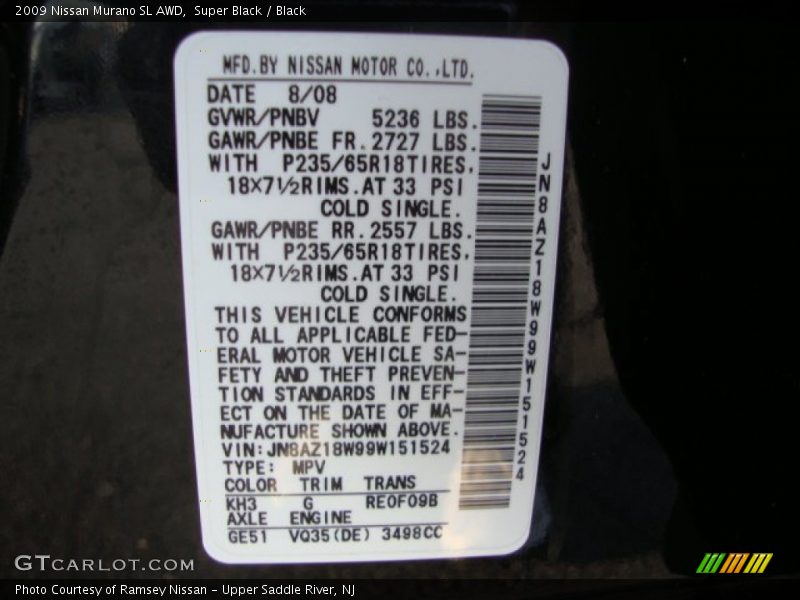 2009 Nissan Murano SL AWD,  Super Black / Black
MFD.BY NISSAN MOTOR CO.,LTD.
DATE 8/08
GVWR/PNBV 5236 LBS.
GAWR/PNBE FR.2727 LBS.
WITH P235/65R18TIRES,
18×7½RIMS.AT 33 PSI
COLD SINGLE.
GAWR/PNBE RR.2557 LBS.
WITH P235/65R18TIRES,
18×7½RIMS.AT 33 PSI
COLD SINGLE.
THIS VEHICLE CONFORMS
TO ALL APPLICABLE FED-
ERAL MOTOR VEHICLE SA-
FETY AND THEFT PREVEN-
TION STANDARDS IN EFF-
ECT ON THE DATE OF MA-
NUFACTURE SHOWN ABOVE.
VIN:JN8AZ18W99W151524
TYPE: MPV
COLOR TRIM TRANS
KH3 G RE0F09B
AXLE ENGINE
GE51 VQ35(DE) 3498CC
JN8AZ18W99W151524
GTCARLOT.COM
Photo Courtesy of Ramsey Nissan - Upper Saddle River, NJ